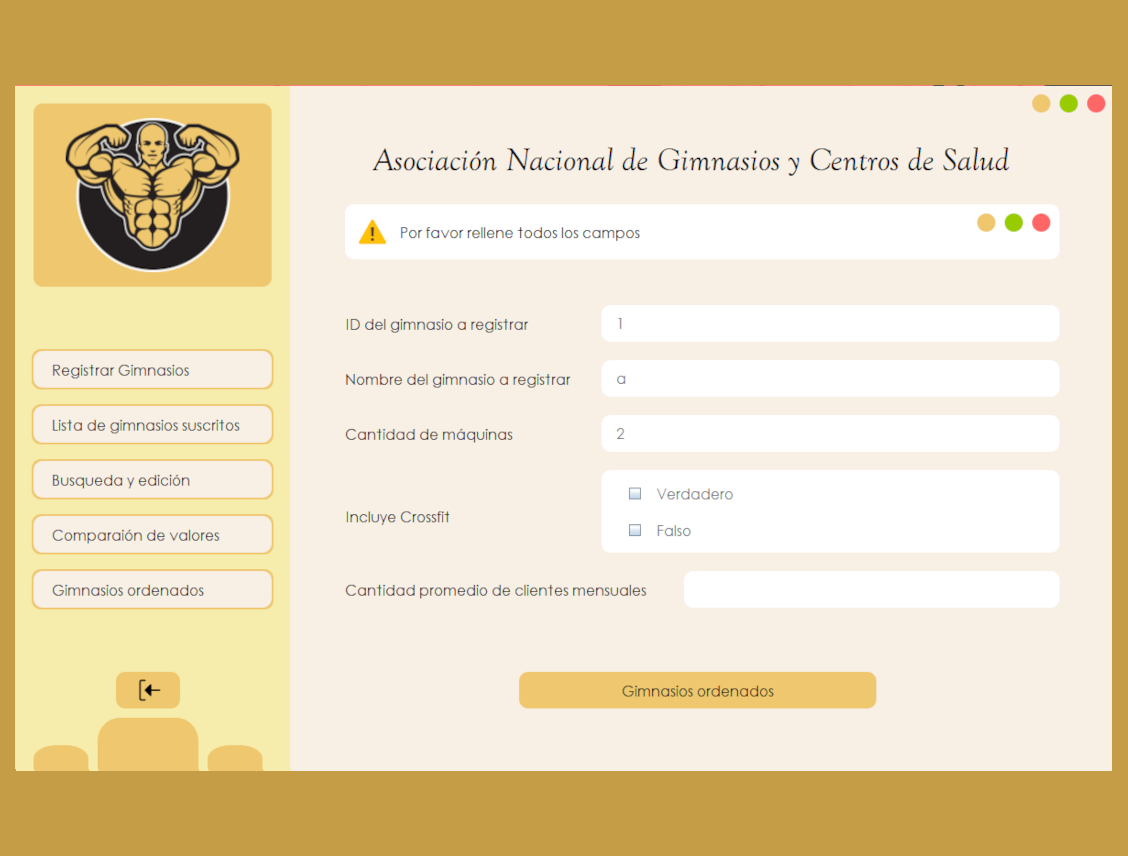 Asociación Nacional de Gimnasios y Centros de Salud
Por favor rellene todos los campos
ID del gimnasio a registrar
1
Nombre del gimnasio a registrar
a
Cantidad de máquinas
2
Incluye Crossfit
Verdadero
Falso
Cantidad promedio de clientes mensuales
Gimnasios ordenados
Registrar Gimnasios
Lista de gimnasios suscritos
Busqueda y edición
Comparaión de valores
Gimnasios ordenados